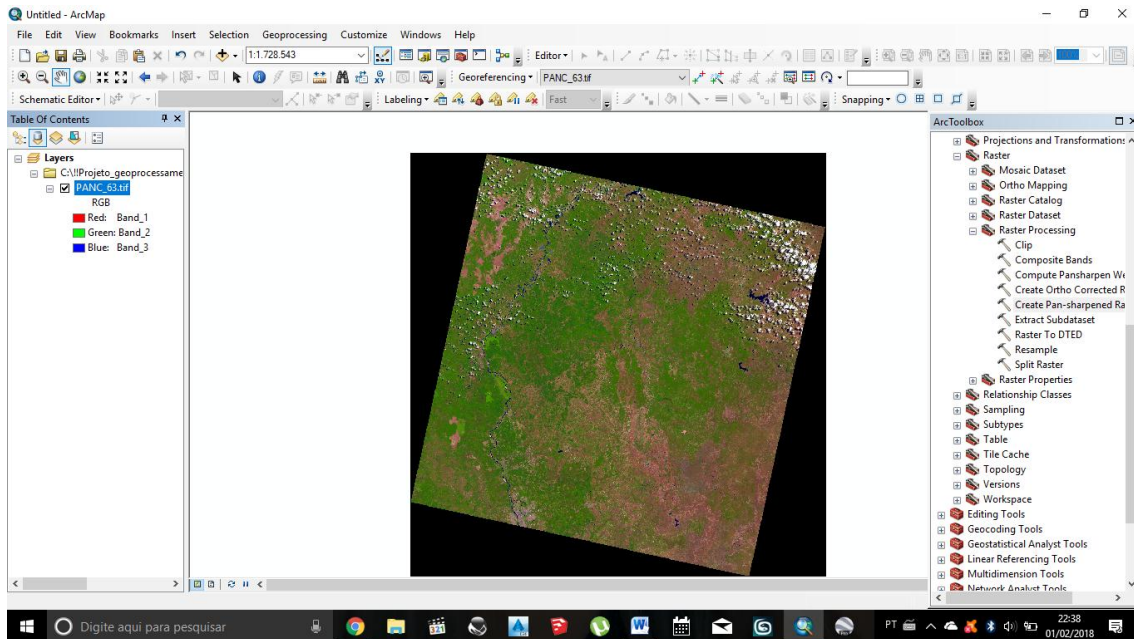 Untitled - ArcMap
File Edit View Bookmarks Insert Selection Geoprocessing Customize Windows Help
1:1.728.543
Editor
Georeferencing
PANC_63.tif
Schematic Editor
Labeling
Fast
Snapping
Table Of Contents
Layers
C:\!!Projeto_geoprocessame
PANC_63.tif
RGB
Red: Band_1
Green: Band_2
Blue: Band_3
ArcToolbox
Projections and Transformations
Raster
Mosaic Dataset
Ortho Mapping
Raster Catalog
Raster Dataset
Raster Processing
Clip
Composite Bands
Compute Pansharpen We
Create Ortho Corrected R
Create Pan-sharpened Ra
Extract Subdataset
Raster To DTED
Resample
Split Raster
Raster Properties
Relationship Classes
Sampling
Subtypes
Table
Tile Cache
Topology
Versions
Workspace
Editing Tools
Geocoding Tools
Geostatistical Analyst Tools
Linear Referencing Tools
Multidimension Tools
Network Analyst Tools
Digite aqui para pesquisar
PT
22:38
01/02/2018